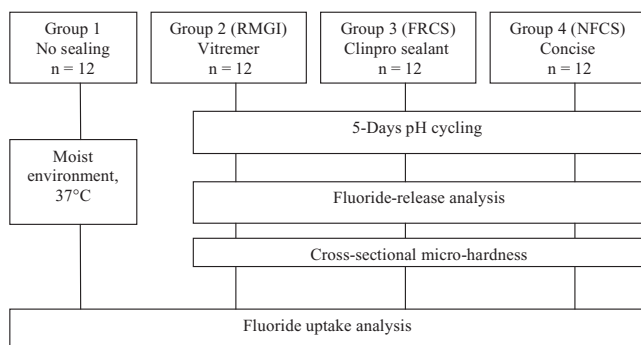 Group 1
No sealing
n = 12
Group 2 (RMGI)
Vitremer
n = 12
Group 3 (FRCS)
Clinpro sealant
n = 12
Group 4 (NFCS)
Concise
n = 12
5-Days pH cycling
Moist
environment,
37°C
Fluoride-release analysis
Cross-sectional micro-hardness
Fluoride uptake analysis